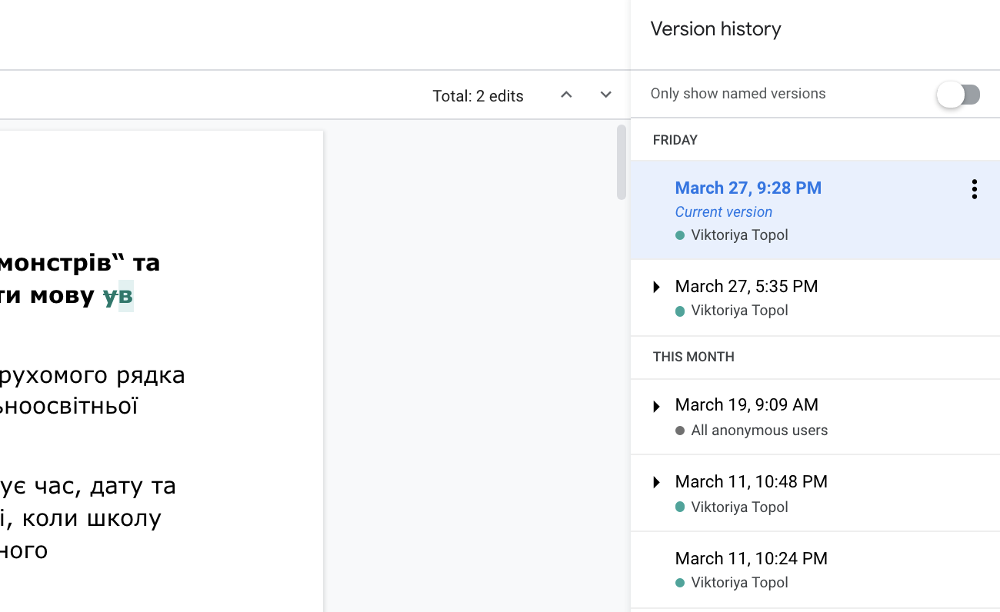 Version history
Total: 2 edits
Only show named versions
FRIDAY
March 27, 9:28 PM
Current version
Viktoriya Topol
March 27, 5:35 PM
Viktoriya Topol
THIS MONTH
March 19, 9:09 AM
All anonymous users
March 11, 10:48 PM
Viktoriya Topol
March 11, 10:24 PM
Viktoriya Topol
монстрів“ та
ти мову ув
рухомого рядка
ьноосвітньої
ує час, дату та
і, коли школу
ного